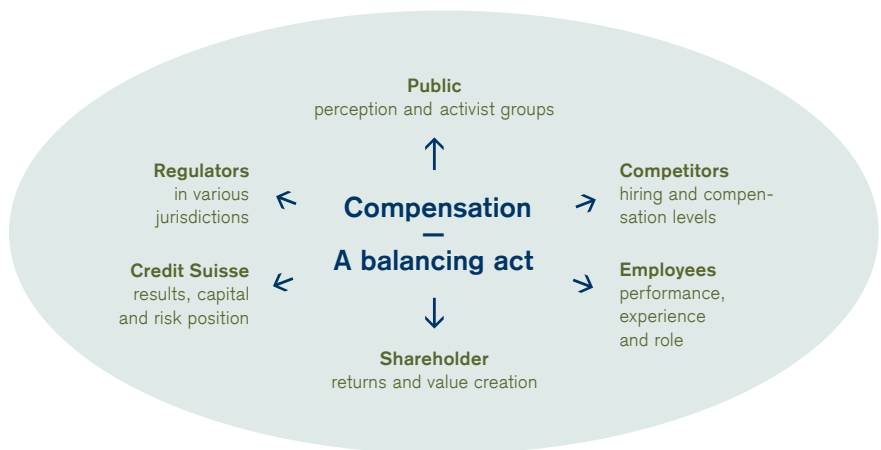 Public
perception and activist groups
Regulators
in various
jurisdictions
Competitors
hiring and compen-
sation levels
Compensation
–
A balancing act
Credit Suisse
results, capital
and risk position
Employees
performance,
experience
and role
Shareholder
returns and value creation